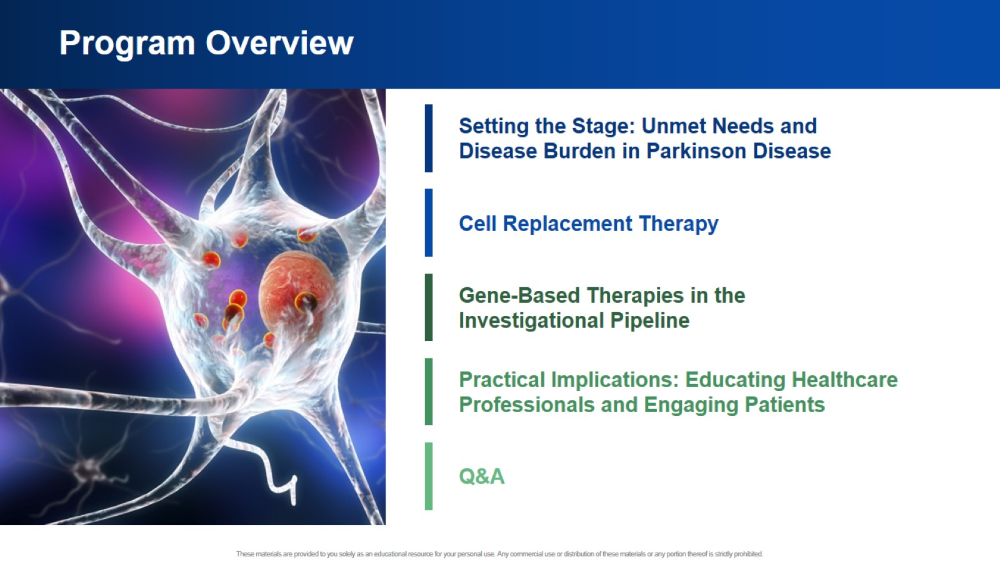 Program Overview
Setting the Stage: Unmet Needs and
Disease Burden in Parkinson Disease
Cell Replacement Therapy
Gene-Based Therapies in the
Investigational Pipeline
Practical Implications: Educating Healthcare
Professionals and Engaging Patients
Q&A
These materials are provided to you solely as an educational resource for your personal use. Any commercial use or distribution of these materials or any portion thereof is strictly prohibited.